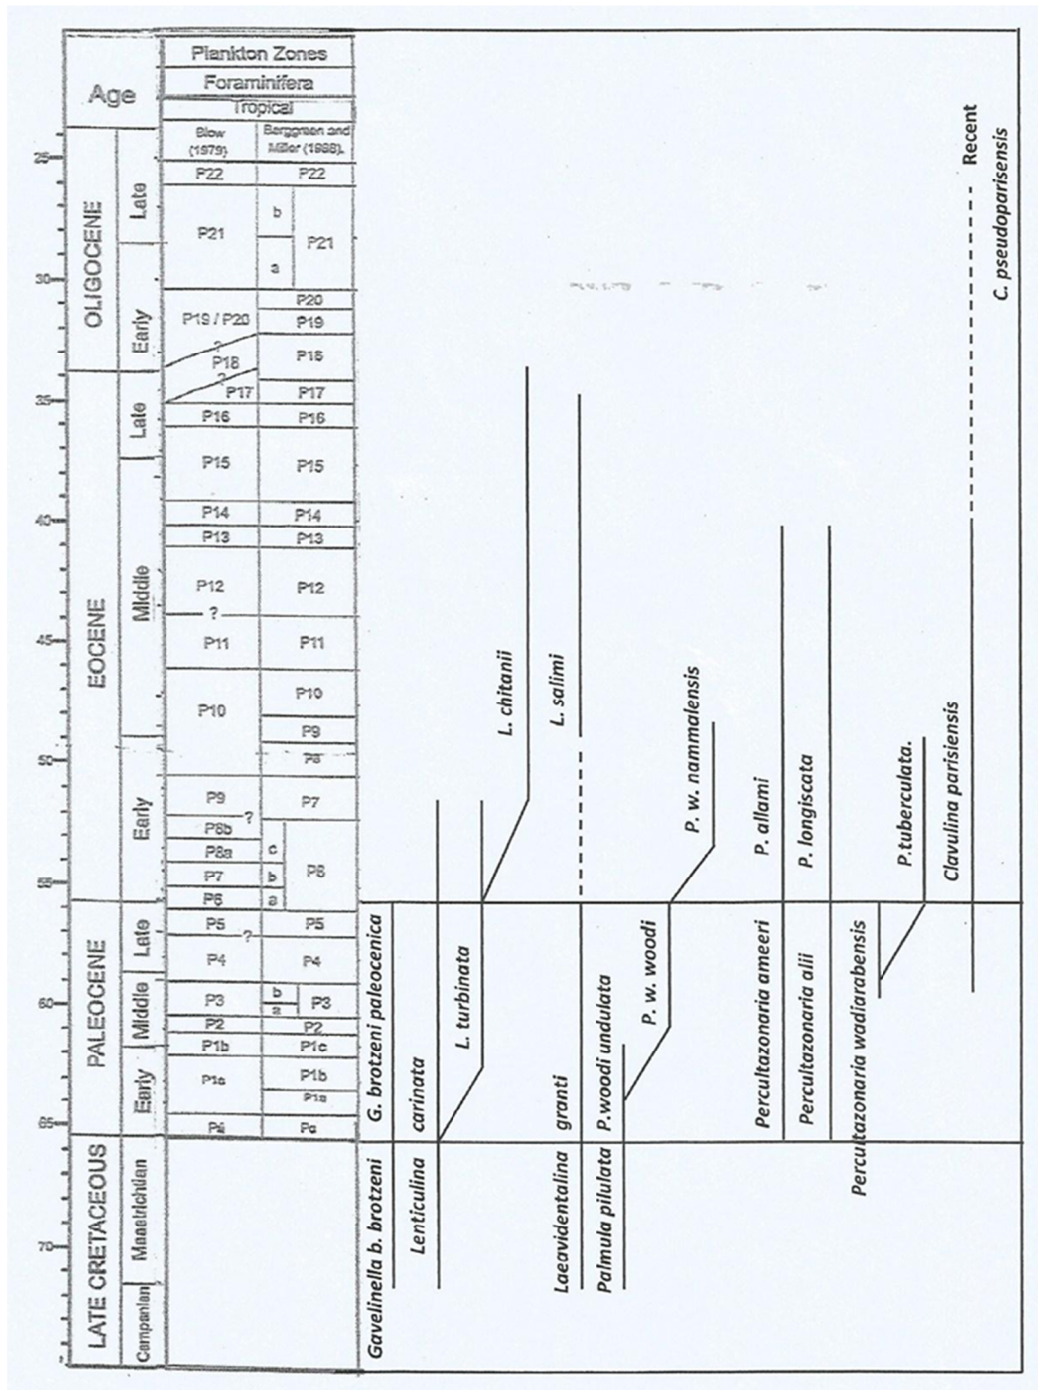 Age
Plankton Zones
Foraminifera
Tropical
Blow (1979)
Berggren and Miller (1988).
25
30
35
40
45
50
55
60
65
70
OLIGOCENE
Late
Early
EOCENE
Late
Middle
Early
PALEOCENE
Late
Middle
Early
LATE CRETACEOUS
Maastrichtian
Campanian
P22
P21
P19 / P20
?
P18
?
P17
P16
P15
P14
P13
P12
?
P11
P10
P9
?
P8b
P8a
P7
P6
P5
?
P4
P3
P2
P1b
P1a
P22
b
P21
a
P20
P19
P18
P17
P16
P15
P14
P13
P12
P11
P10
P9
P8
P7
c
b
P6
a
P5
P4
b
P3
a
P2
P1c
P1b
P1a
Gavelinella b. brotzeni
G. brotzeni paleocenica
Lenticulina carinata
L. turbinata
L. chitanii
Laeavidentalina granti
L. salimi
Palmula pilulata
P.woodi undulata
P. w. woodi
P. w. nammalensis
Percultazonaria ameeri
P. allami
Percultazonaria alii
P. longiscata
Percultazonaria wadiarabensis
P.tuberculata.
Clavulina parisiensis
C. pseudoparisensis
Recent